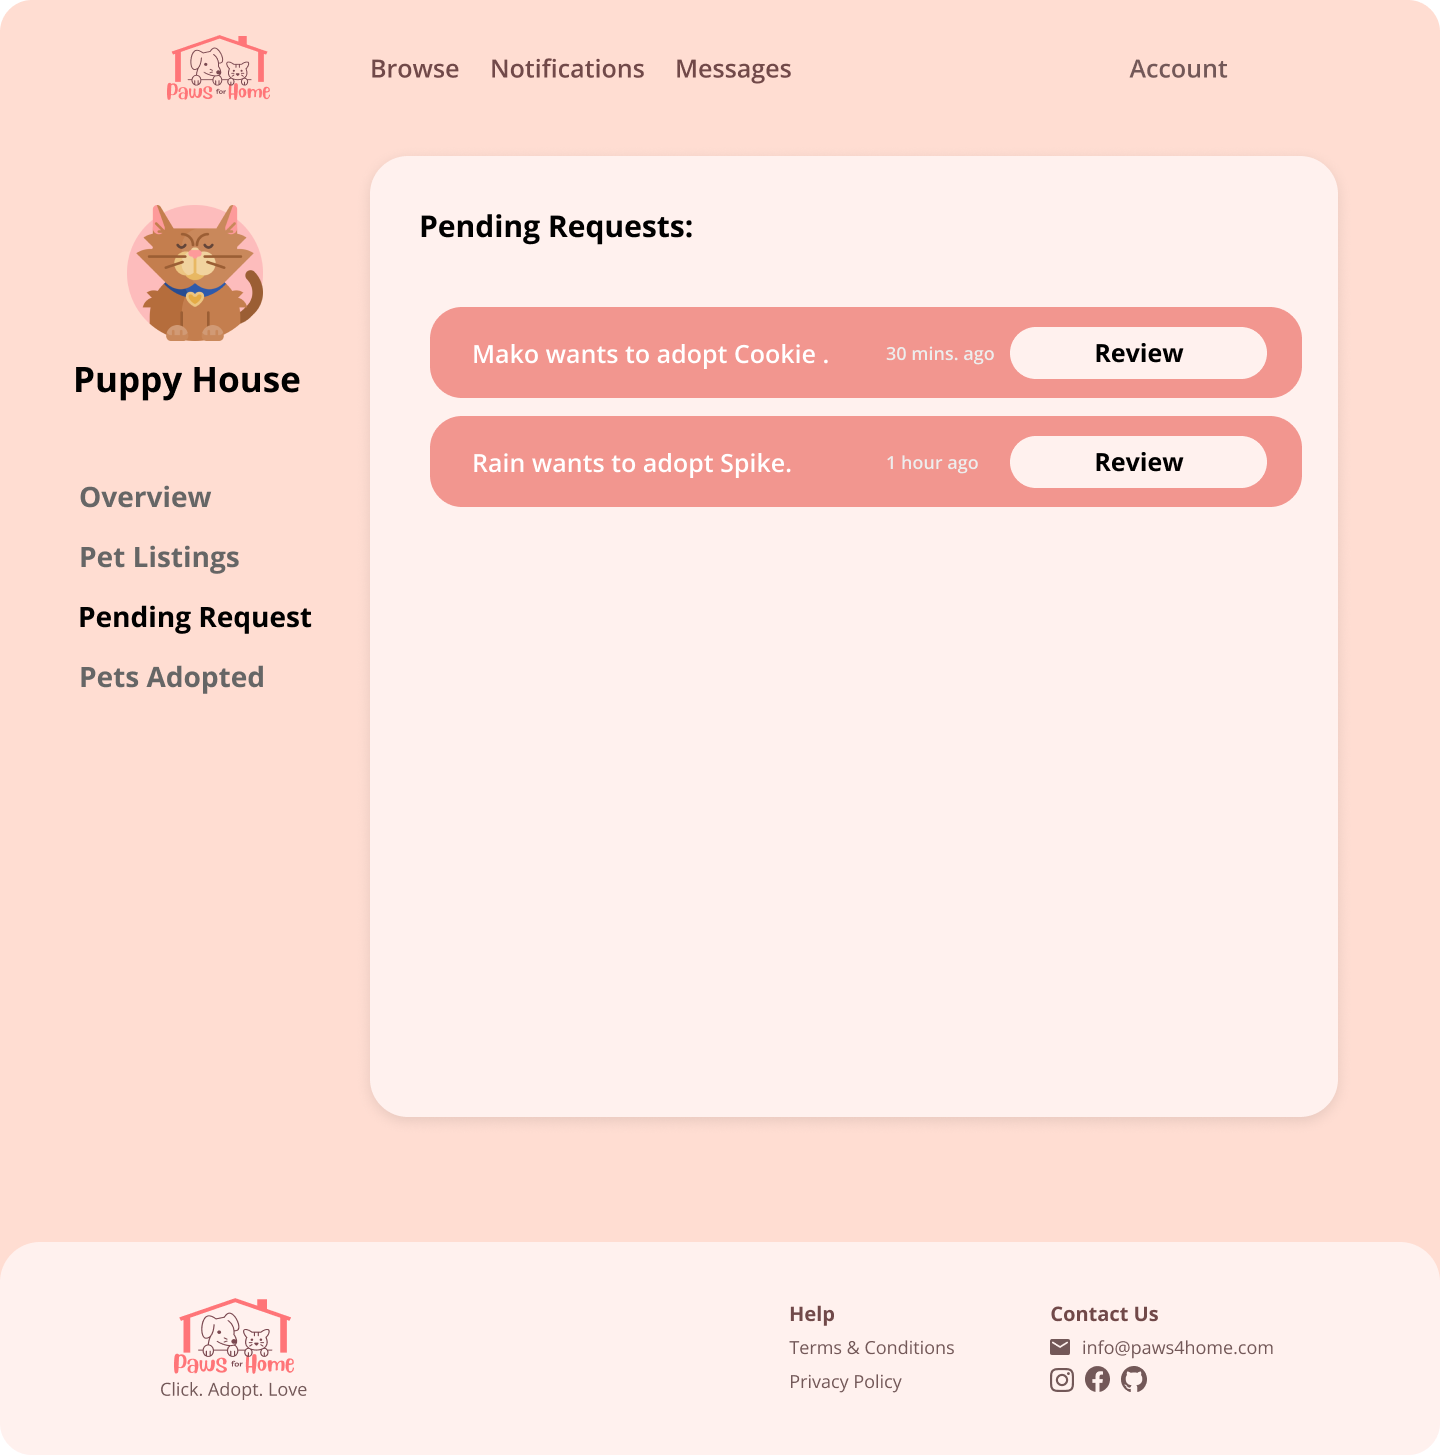 Paws for Home
Browse Notifications Messages Account
Puppy House
Overview
Pet Listings
Pending Request
Pets Adopted
Pending Requests:
Mako wants to adopt Cookie . 30 mins. ago Review
Rain wants to adopt Spike. 1 hour ago Review
Paws for Home
Click. Adopt. Love
Help
Terms & Conditions
Privacy Policy
Contact Us
info@paws4home.com